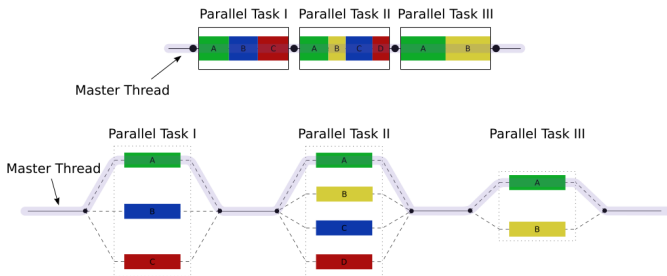 Parallel Task I Parallel Task II Parallel Task III
A B C A B C D A B
Master Thread
Parallel Task I Parallel Task II Parallel Task III
A A
Master Thread
A
B
B
C
B
C D